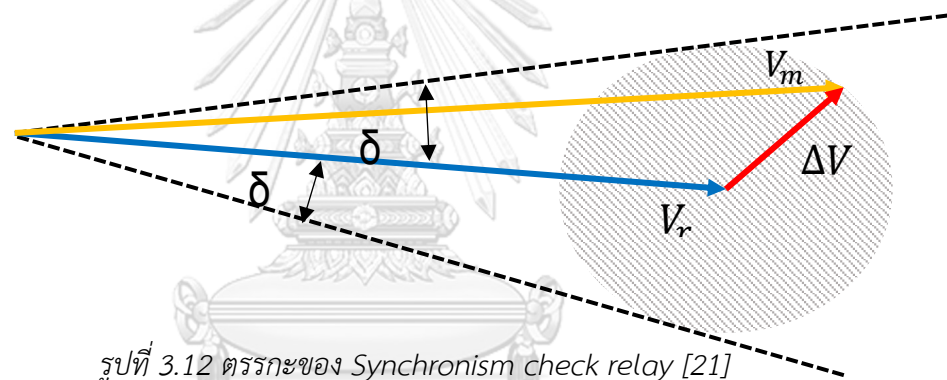 V_m
δ
ΔV
δ
V_r
รูปที่ 3.12 ตรรกะของ Synchronism check relay [21]